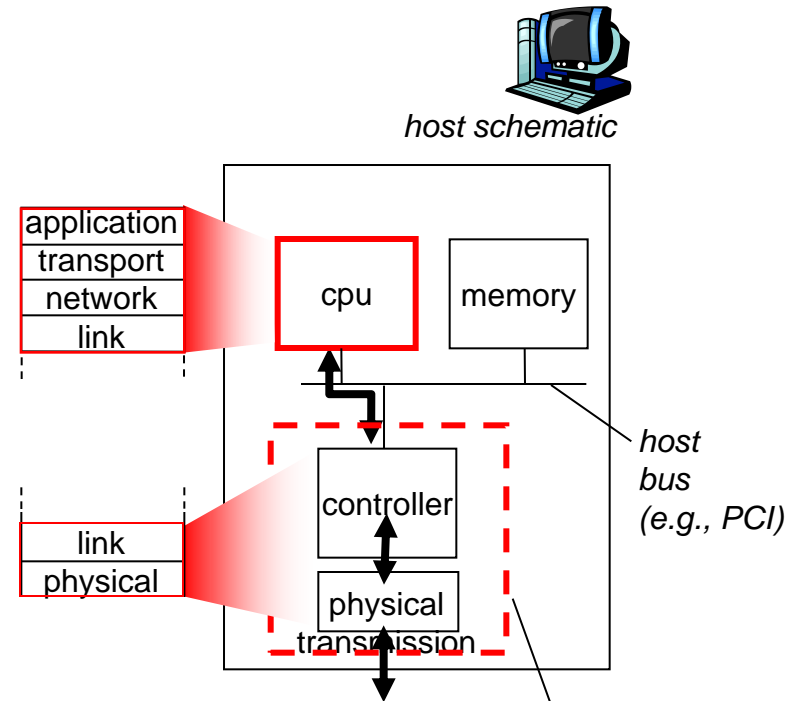 host schematic
application
transport
network
link
cpu
memory
host
bus
(e.g., PCI)
controller
link
physical
physical
transmission